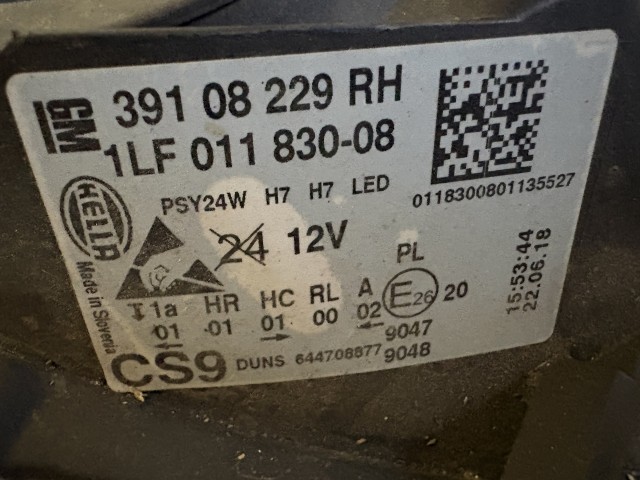 GM 391 08 229 RH
1LF 011 830-08
HELLA
PSY24W H7 H7 LED
0118300801135527
24 12V
Made in Slovenija
PL
1a HR HC RL A E26 20
01 01 01 00 02
9047
9048
CS9 DUNS 644708877
15:53:44
22.06.18